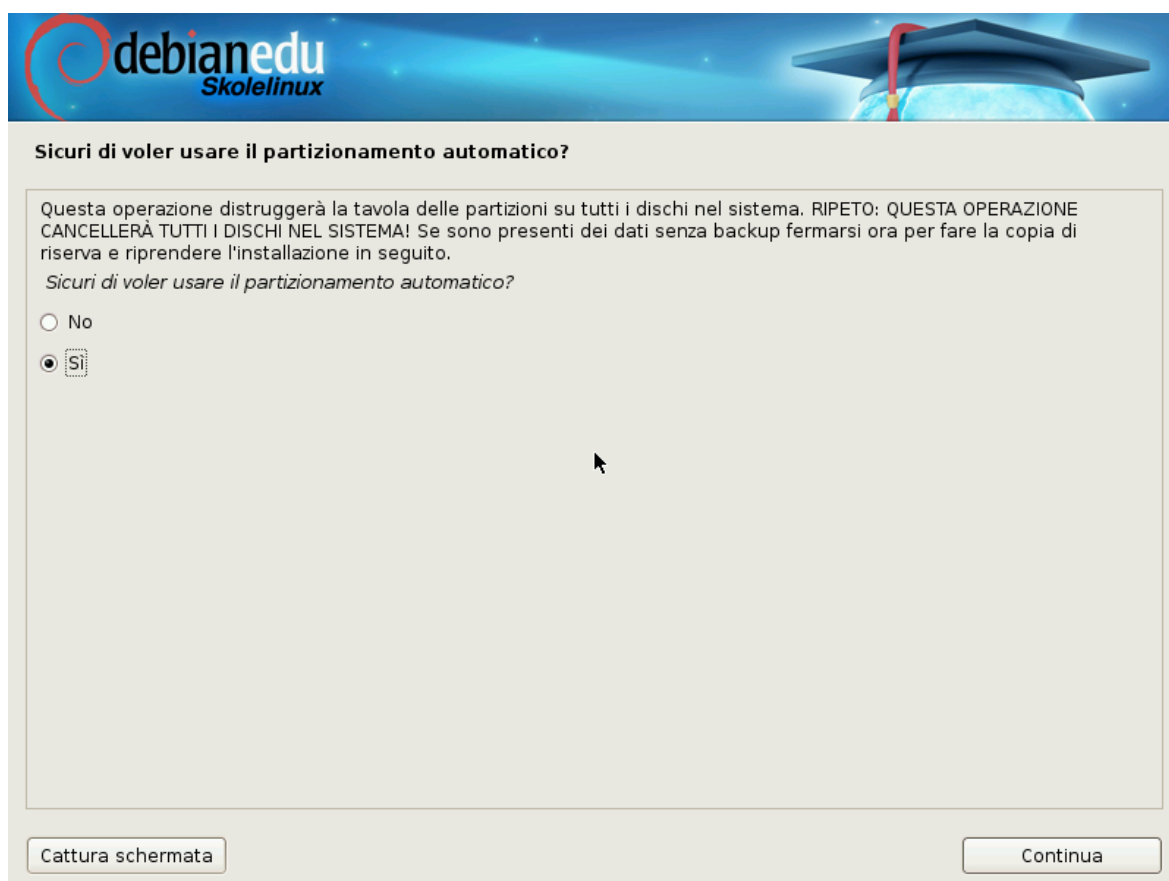 debianedu
Skolelinux
Sicuri di voler usare il partizionamento automatico?
Questa operazione distruggerà la tavola delle partizioni su tutti i dischi nel sistema. RIPETO: QUESTA OPERAZIONE
CANCELLERÀ TUTTI I DISCHI NEL SISTEMA! Se sono presenti dei dati senza backup fermarsi ora per fare la copia di
riserva e riprendere l'installazione in seguito.
Sicuri di voler usare il partizionamento automatico?
No
Sì
Cattura schermata
Continua